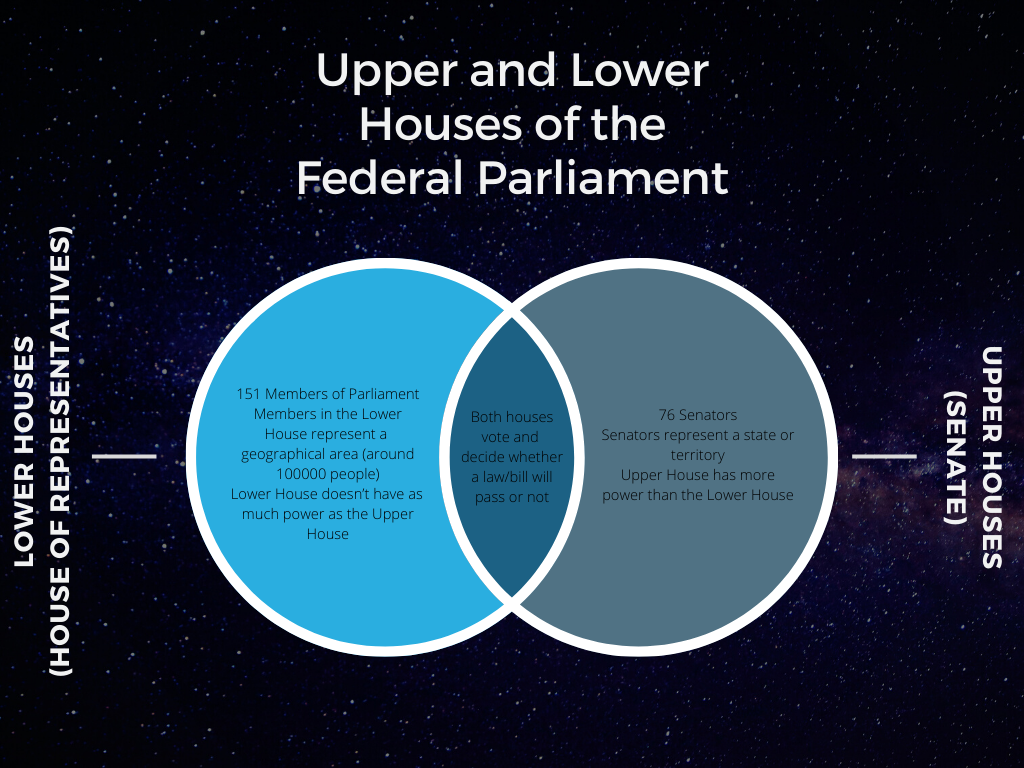 Upper and Lower
Houses of the
Federal Parliament
LOWER HOUSES
(HOUSE OF REPRESENTATIVES)
151 Members of Parliament
Members in the Lower
House represent a
geographical area (around
100000 people)
Lower House doesn't have as
much power as the Upper
House
Both houses
vote and
decide whether
a law/bill will
pass or not
76 Senators
Senators represent a state or
territory
Upper House has more
power than the Lower House
UPPER HOUSES
(SENATE)